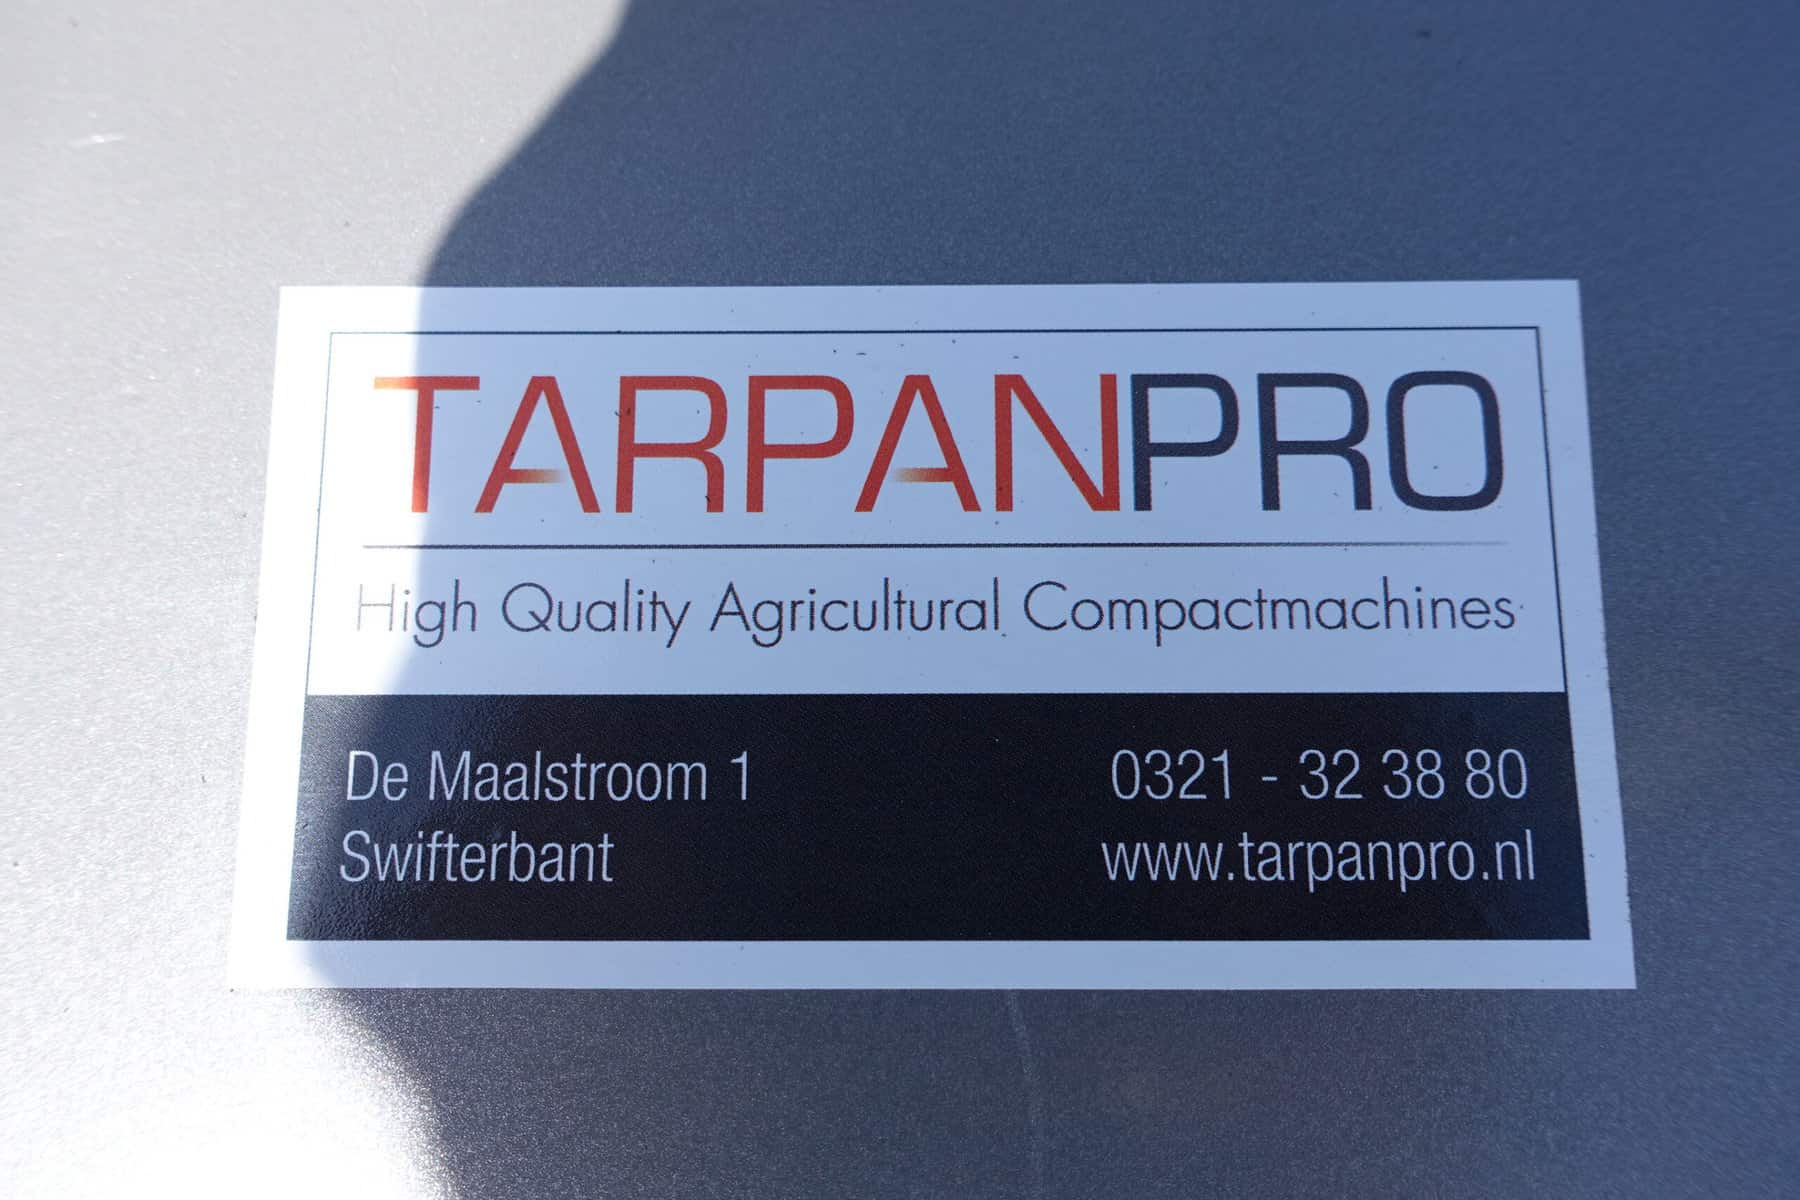 TARPANPRO
High Quality Agricultural Compactmachines
De Maalstroom 1
0321 - 32 38 80
Swifterbant
www.tarpanpro.nl